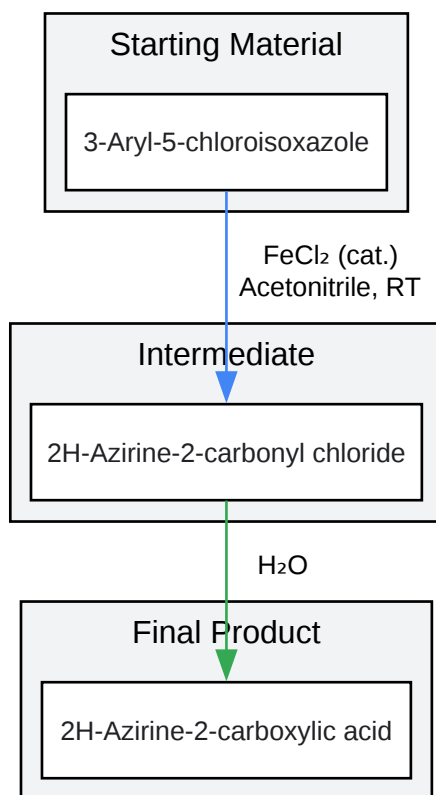 Starting Material
3-Aryl-5-chloroisoxazole
FeCl₂ (cat.)
Acetonitrile, RT
Intermediate
2H-Azirine-2-carbonyl chloride
H₂O
Final Product
2H-Azirine-2-carboxylic acid